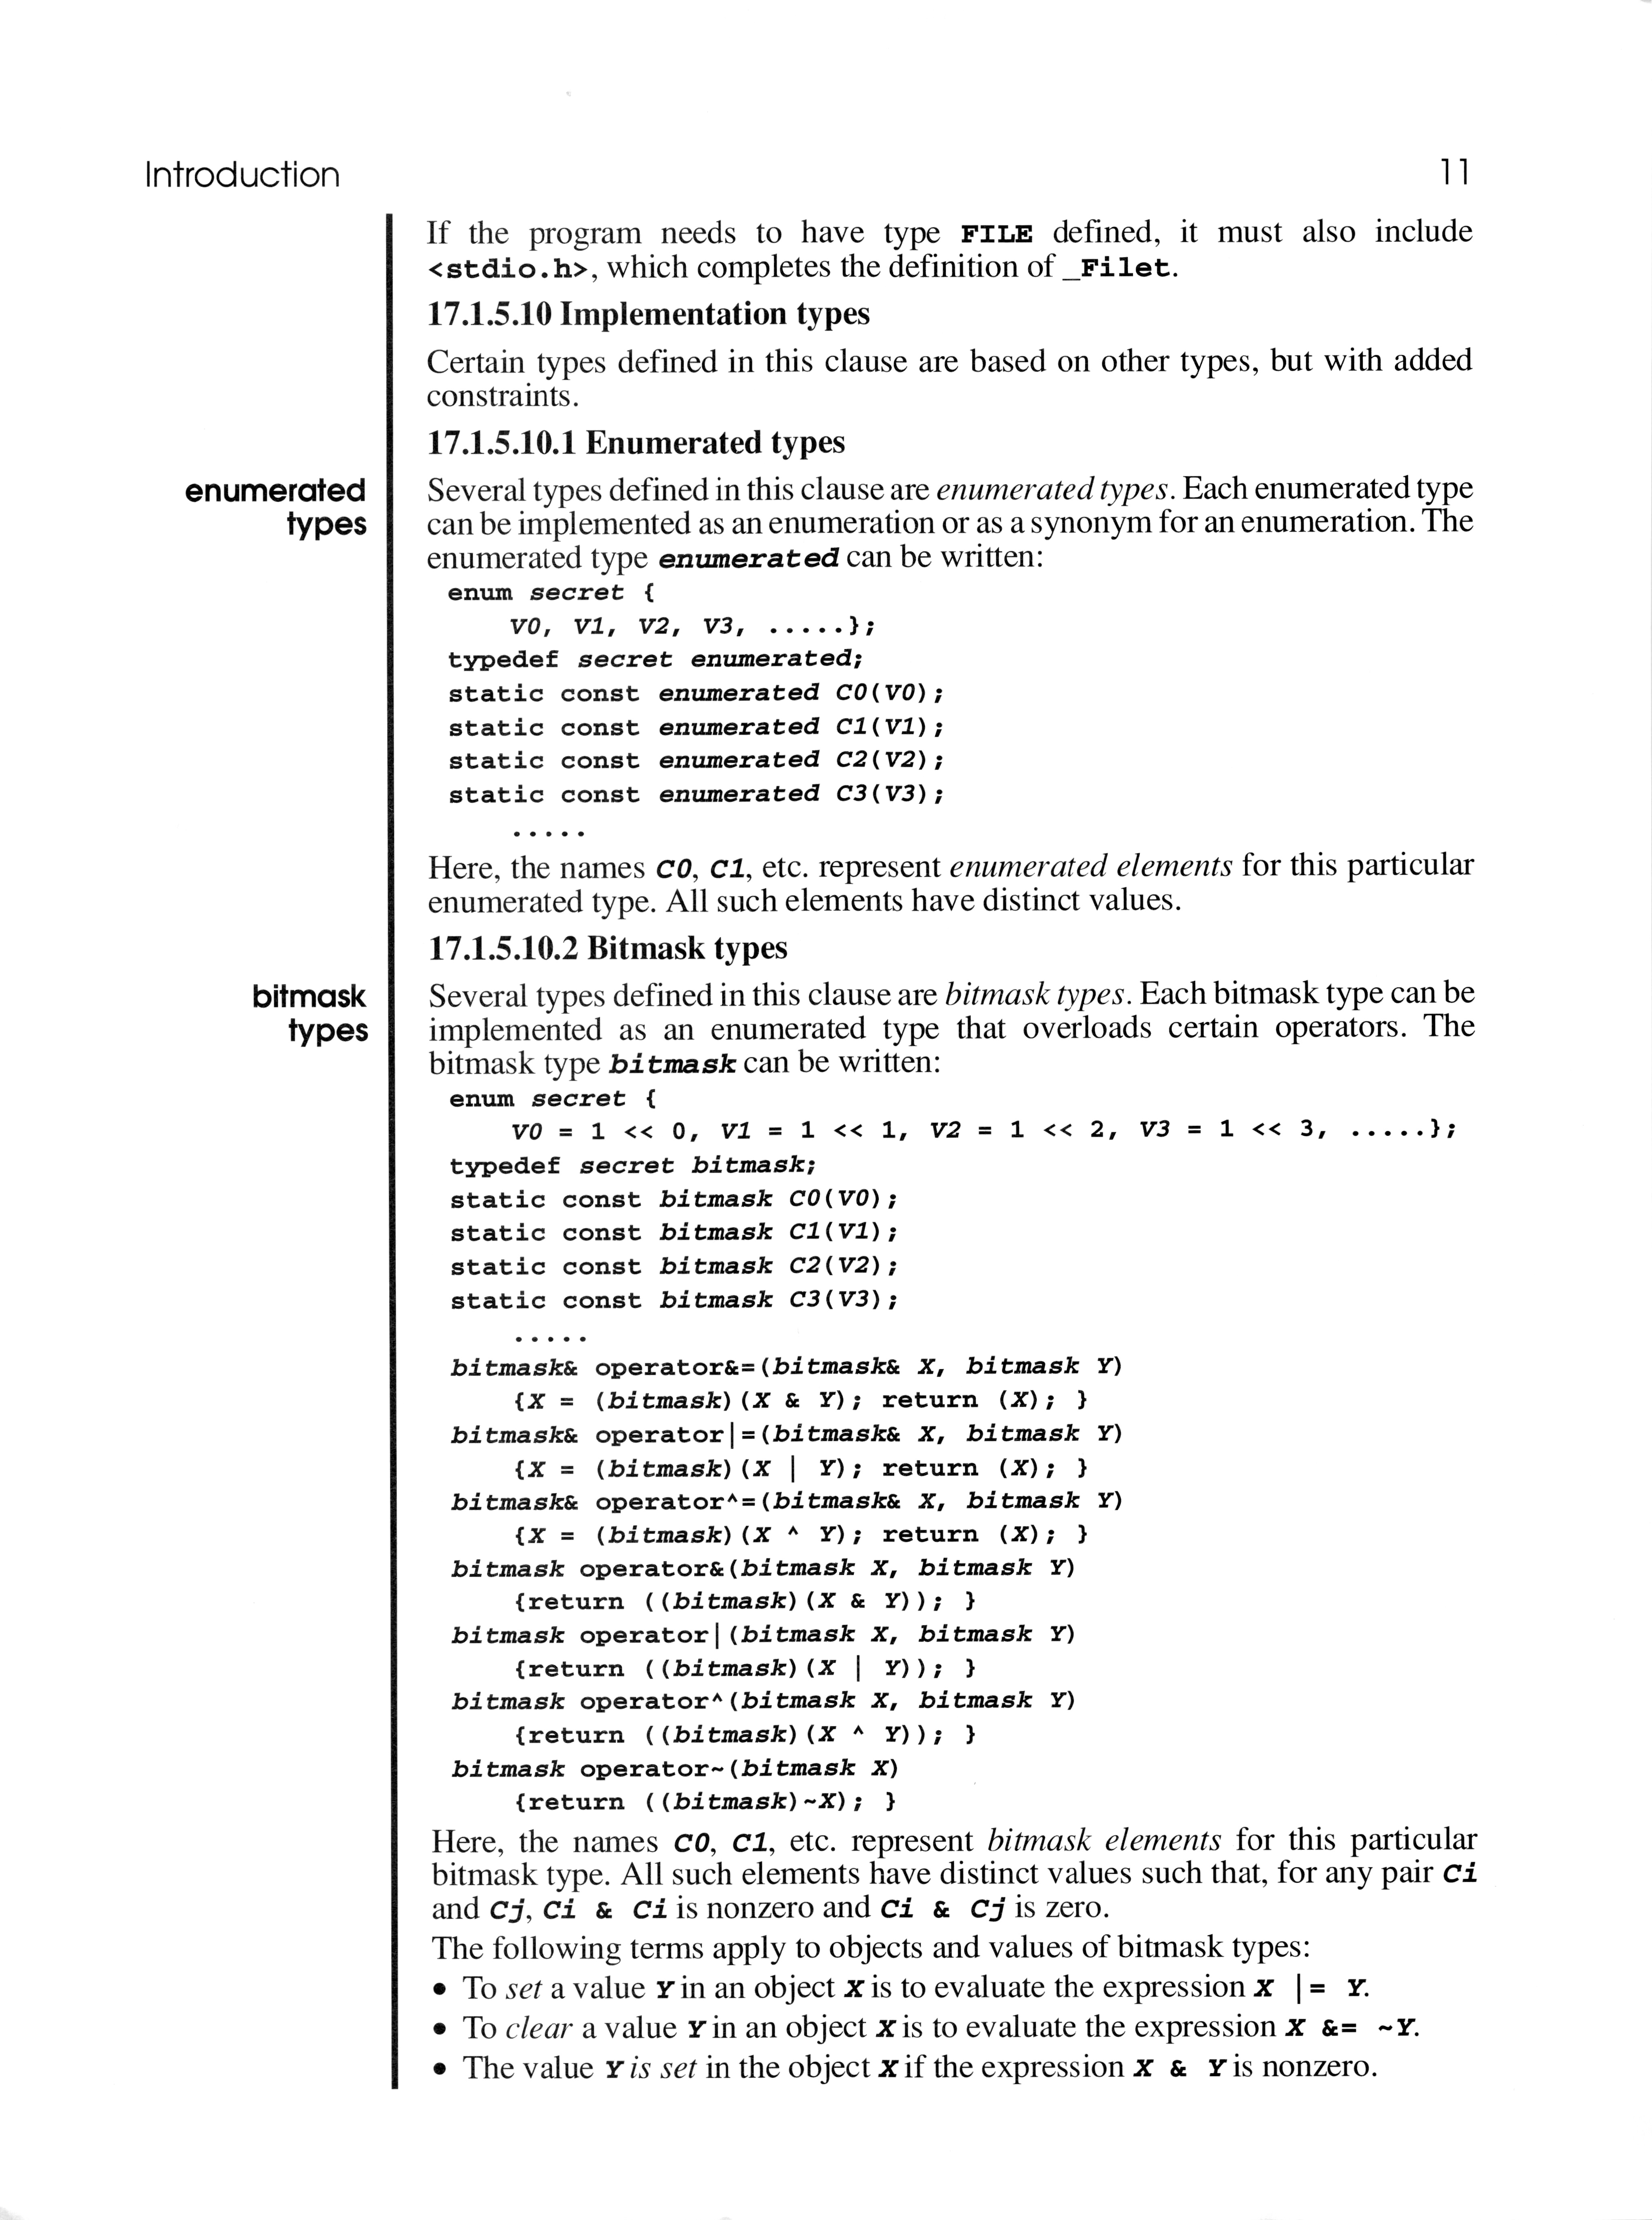 Introduction 11
If the program needs to have type FILE defined, it must also include
<stdio.h>, which completes the definition of _Filet.
17.1.5.10 Implementation types
Certain types defined in this clause are based on other types, but with added
constraints.
17.1.5.10.1 Enumerated types
enumerated
types
Several types defined in this clause are enumerated types. Each enumerated type
can be implemented as an enumeration or as a synonym for an enumeration. The
enumerated type enumerated can be written:
enum secret {
V0, V1, V2, V3, .....};
typedef secret enumerated;
static const enumerated C0(V0);
static const enumerated C1(V1);
static const enumerated C2(V2);
static const enumerated C3(V3);
.....
Here, the names C0, C1, etc. represent enumerated elements for this particular
enumerated type. All such elements have distinct values.
17.1.5.10.2 Bitmask types
bitmask
types
Several types defined in this clause are bitmask types. Each bitmask type can be
implemented as an enumerated type that overloads certain operators. The
bitmask type bitmask can be written:
enum secret {
V0 = 1 << 0, V1 = 1 << 1, V2 = 1 << 2, V3 = 1 << 3, .....};
typedef secret bitmask;
static const bitmask C0(V0);
static const bitmask C1(V1);
static const bitmask C2(V2);
static const bitmask C3(V3);
.....
bitmask& operator&=(bitmask& X, bitmask Y)
{X = (bitmask)(X & Y); return (X); }
bitmask& operator|=(bitmask& X, bitmask Y)
{X = (bitmask)(X | Y); return (X); }
bitmask& operator^=(bitmask& X, bitmask Y)
{X = (bitmask)(X ^ Y); return (X); }
bitmask operator&(bitmask X, bitmask Y)
{return ((bitmask)(X & Y)); }
bitmask operator|(bitmask X, bitmask Y)
{return ((bitmask)(X | Y)); }
bitmask operator^(bitmask X, bitmask Y)
{return ((bitmask)(X ^ Y)); }
bitmask operator~(bitmask X)
{return ((bitmask)~X); }
Here, the names C0, C1, etc. represent bitmask elements for this particular
bitmask type. All such elements have distinct values such that, for any pair Ci
and Cj, Ci & Ci is nonzero and Ci & Cj is zero.
The following terms apply to objects and values of bitmask types:
• To set a value Y in an object X is to evaluate the expression X |= Y.
• To clear a value Y in an object X is to evaluate the expression X &= ~Y.
• The value Y is set in the object X if the expression X & Y is nonzero.